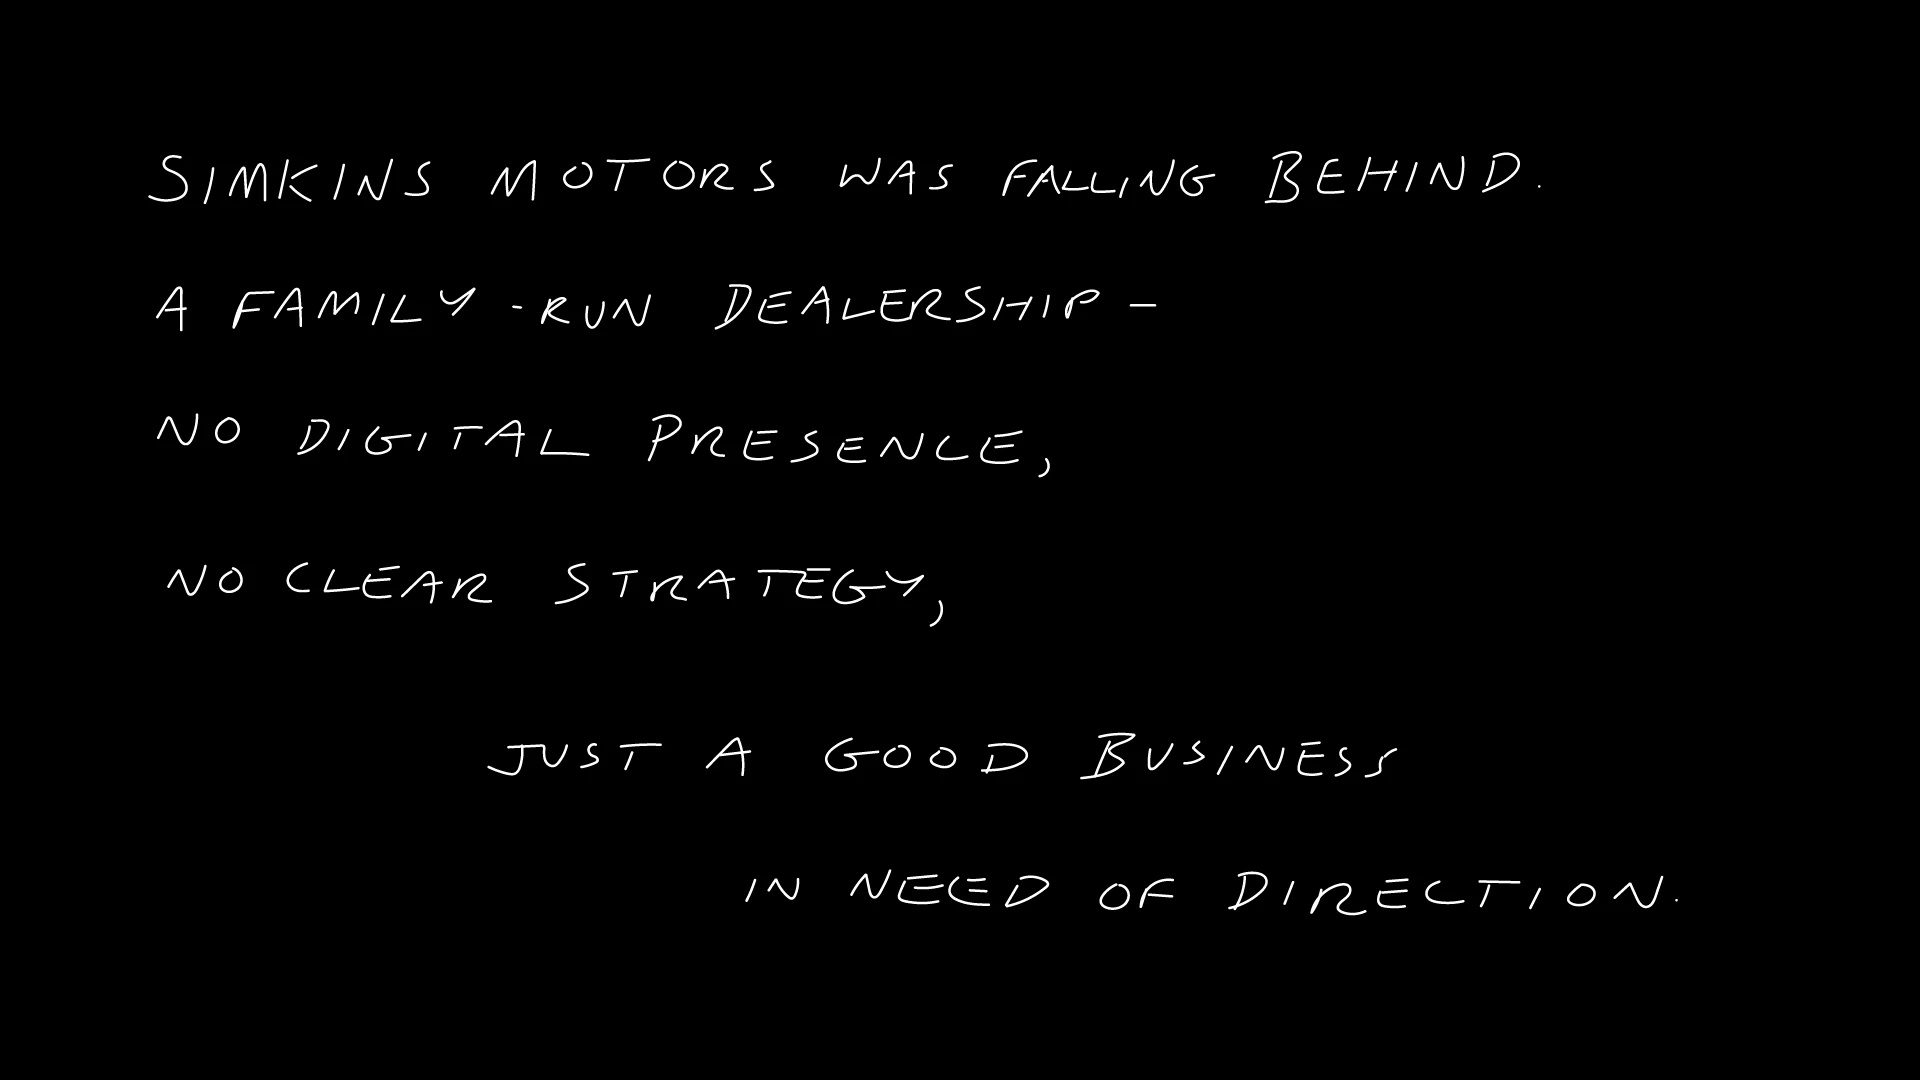 SIMKINS MOTORS WAS FALLING BEHIND.
A FAMILY-RUN DEALERSHIP –
NO DIGITAL PRESENCE,
NO CLEAR STRATEGY,
JUST A GOOD BUSINESS
IN NEED OF DIRECTION.